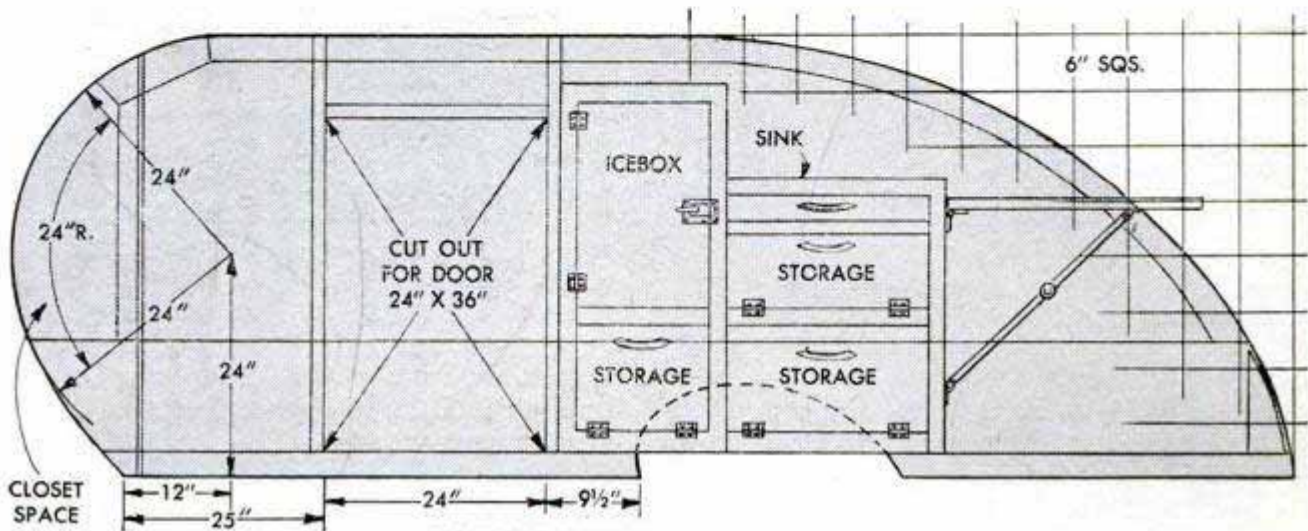 6" SQS.
SINK
ICEBOX
24"
24"R.
CUT OUT
FOR DOOR
24" X 36"
STORAGE
24"
24"
STORAGE
STORAGE
CLOSET
SPACE
12"
24"
9½"
25"